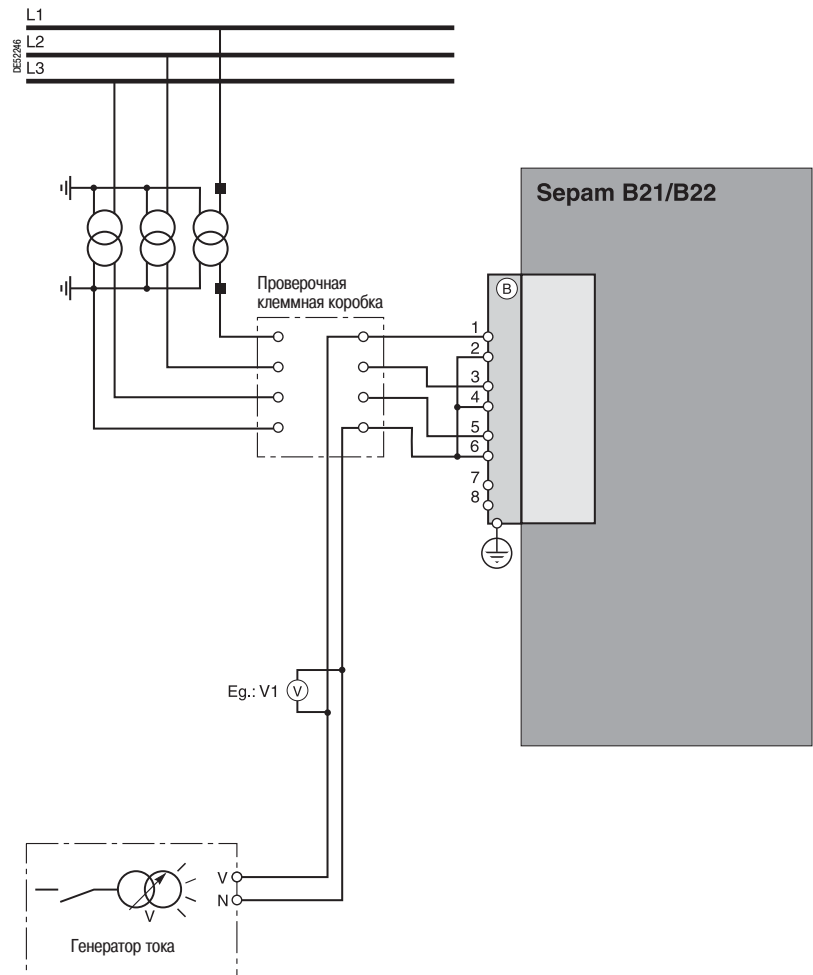 L1
L2
L3
DE52246
Sepam B21/B22
Проверочная
клеммная коробка
B
1
2
3
4
5
6
7
8
Eg.: V1
V
V
N
V
Генератор тока